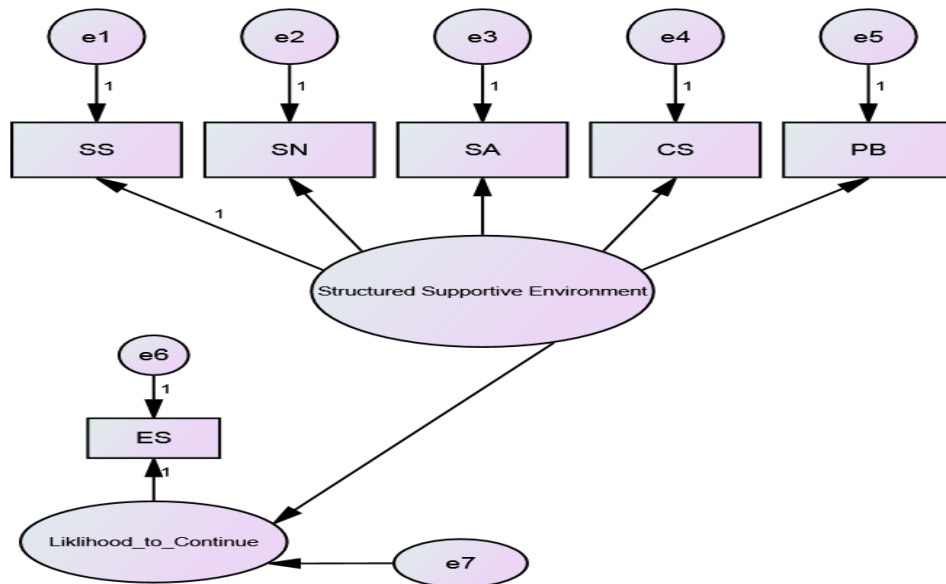 e1 e2 e3 e4 e5
1 1 1 1 1
SS SN SA CS PB
1
Structured Supportive Environment
e6
1
ES
1
Liklihood_to_Continue
e7